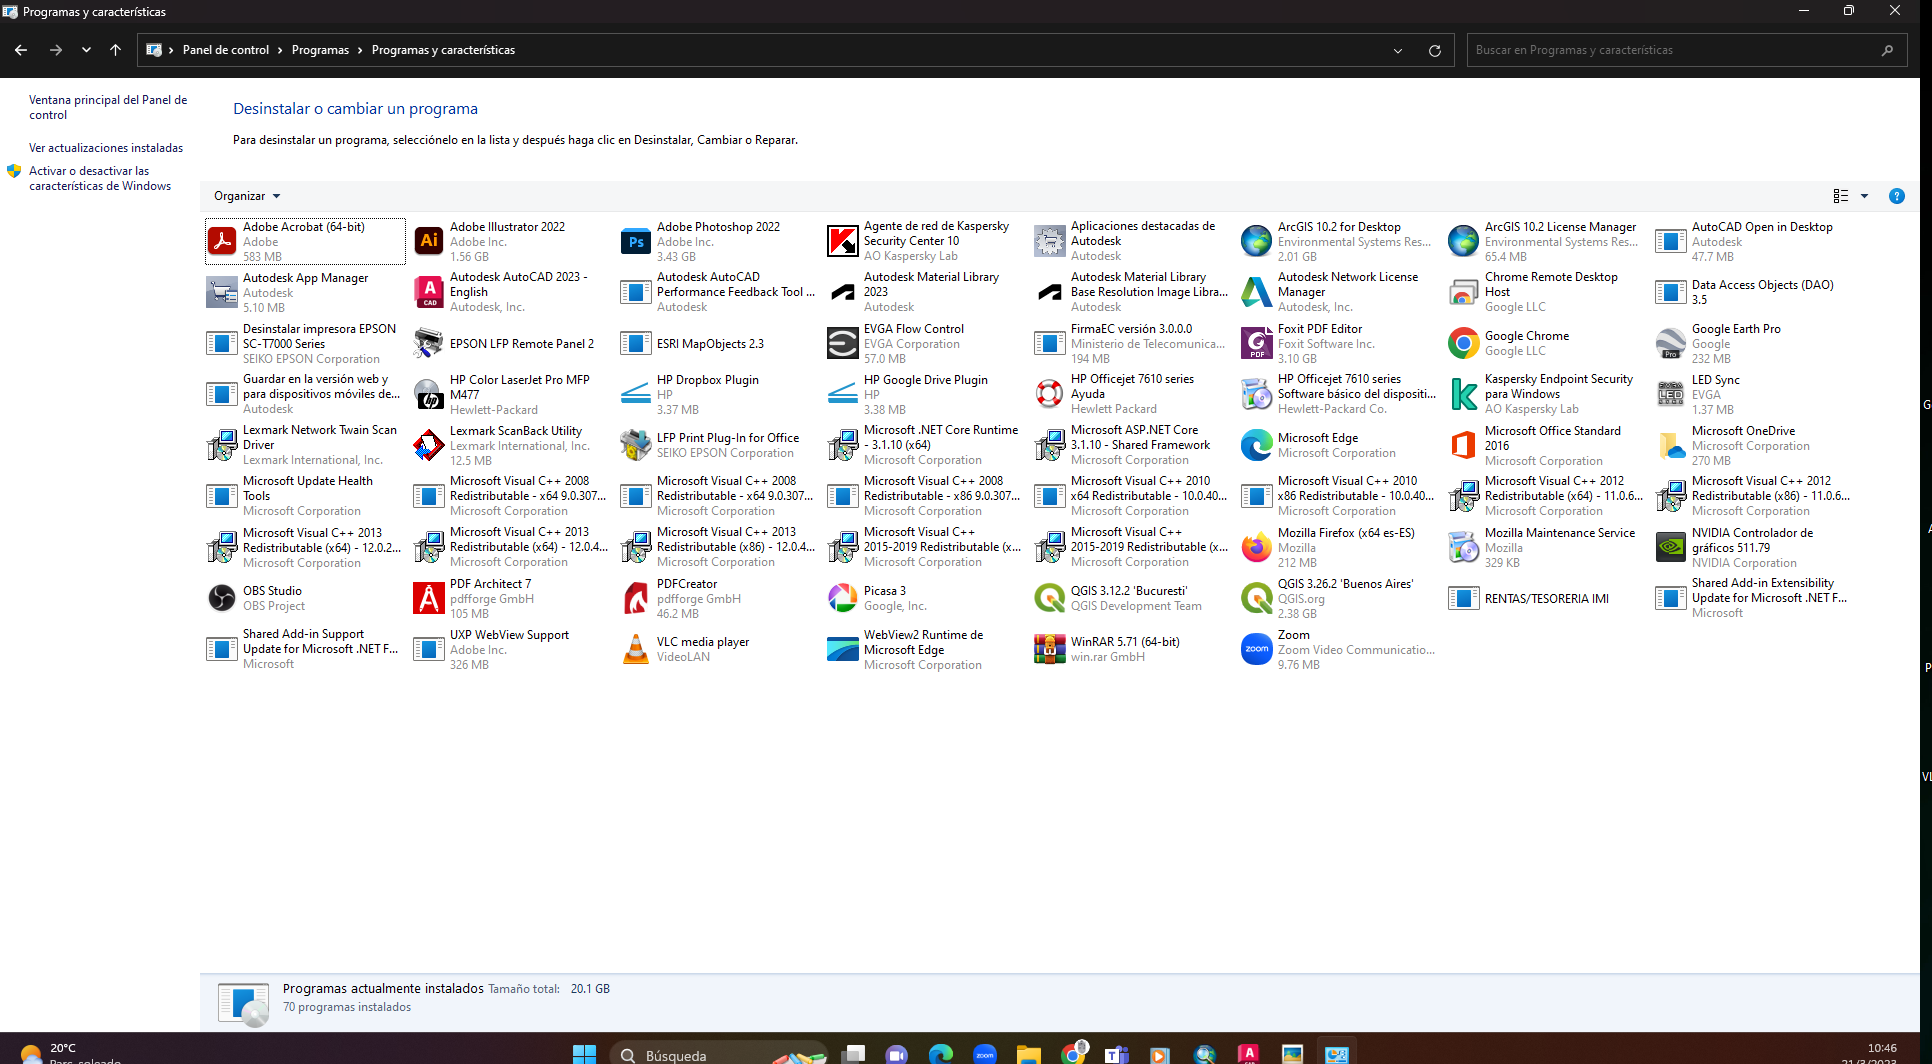 Programas y características
Panel de control
Programas
Programas y características
Buscar en Programas y características
Ventana principal del Panel de
control
Ver actualizaciones instaladas
Activar o desactivar las
características de Windows
Desinstalar o cambiar un programa
Para desinstalar un programa, selecciónelo en la lista y después haga clic en Desinstalar, Cambiar o Reparar.
Organizar
Adobe Acrobat (64-bit)
Adobe
583 MB
Adobe Illustrator 2022
Adobe Inc.
1.56 GB
Adobe Photoshop 2022
Adobe Inc.
3.43 GB
Agente de red de Kaspersky
Security Center 10
AO Kaspersky Lab
Aplicaciones destacadas de
Autodesk
Autodesk
ArcGIS 10.2 for Desktop
Environmental Systems Res...
2.01 GB
ArcGIS 10.2 License Manager
Environmental Systems Res...
65.4 MB
AutoCAD Open in Desktop
Autodesk
47.7 MB
Autodesk App Manager
Autodesk
5.10 MB
Autodesk AutoCAD 2023 -
English
Autodesk, Inc.
Autodesk AutoCAD
Performance Feedback Tool ...
Autodesk
Autodesk Material Library
2023
Autodesk
Autodesk Material Library
Base Resolution Image Libra...
Autodesk
Autodesk Network License
Manager
Autodesk, Inc.
Chrome Remote Desktop
Host
Google LLC
Data Access Objects (DAO)
3.5
Desinstalar impresora EPSON
SC-T7000 Series
SEIKO EPSON Corporation
EPSON LFP Remote Panel 2
ESRI MapObjects 2.3
EVGA Flow Control
EVGA Corporation
57.0 MB
FirmaEC versión 3.0.0.0
Ministerio de Telecomunica...
194 MB
Foxit PDF Editor
Foxit Software Inc.
3.10 GB
Google Chrome
Google LLC
Google Earth Pro
Google
232 MB
Guardar en la versión web y
para dispositivos móviles de...
Autodesk
HP Color LaserJet Pro MFP
M477
Hewlett-Packard
HP Dropbox Plugin
HP
3.37 MB
HP Google Drive Plugin
HP
3.38 MB
HP Officejet 7610 series
Ayuda
Hewlett Packard
HP Officejet 7610 series
Software básico del dispositi...
Hewlett-Packard Co.
Kaspersky Endpoint Security
para Windows
AO Kaspersky Lab
LED Sync
EVGA
1.37 MB
Lexmark Network Twain Scan
Driver
Lexmark International, Inc.
Lexmark ScanBack Utility
Lexmark International, Inc.
12.5 MB
LFP Print Plug-In for Office
SEIKO EPSON Corporation
Microsoft .NET Core Runtime
- 3.1.10 (x64)
Microsoft Corporation
Microsoft ASP.NET Core
3.1.10 - Shared Framework
Microsoft Corporation
Microsoft Edge
Microsoft Corporation
Microsoft Office Standard
2016
Microsoft Corporation
Microsoft OneDrive
Microsoft Corporation
270 MB
Microsoft Update Health
Tools
Microsoft Corporation
Microsoft Visual C++ 2008
Redistributable - x64 9.0.307...
Microsoft Corporation
Microsoft Visual C++ 2008
Redistributable - x64 9.0.307...
Microsoft Corporation
Microsoft Visual C++ 2008
Redistributable - x86 9.0.307...
Microsoft Corporation
Microsoft Visual C++ 2010
x64 Redistributable - 10.0.40...
Microsoft Corporation
Microsoft Visual C++ 2010
x86 Redistributable - 10.0.40...
Microsoft Corporation
Microsoft Visual C++ 2012
Redistributable (x64) - 11.0.6...
Microsoft Corporation
Microsoft Visual C++ 2012
Redistributable (x86) - 11.0.6...
Microsoft Corporation
Microsoft Visual C++ 2013
Redistributable (x64) - 12.0.2...
Microsoft Corporation
Microsoft Visual C++ 2013
Redistributable (x64) - 12.0.4...
Microsoft Corporation
Microsoft Visual C++ 2013
Redistributable (x86) - 12.0.4...
Microsoft Corporation
Microsoft Visual C++
2015-2019 Redistributable (x...
Microsoft Corporation
Microsoft Visual C++
2015-2019 Redistributable (x...
Microsoft Corporation
Mozilla Firefox (x64 es-ES)
Mozilla
212 MB
Mozilla Maintenance Service
Mozilla
329 KB
NVIDIA Controlador de
gráficos 511.79
NVIDIA Corporation
OBS Studio
OBS Project
PDF Architect 7
pdfforge GmbH
105 MB
PDFCreator
pdfforge GmbH
46.2 MB
Picasa 3
Google, Inc.
QGIS 3.12.2 'Bucuresti'
QGIS Development Team
QGIS 3.26.2 'Buenos Aires'
QGIS.org
2.38 GB
RENTAS/TESORERIA IMI
Shared Add-in Extensibility
Update for Microsoft .NET F...
Microsoft
Shared Add-in Support
Update for Microsoft .NET F...
Microsoft
UXP WebView Support
Adobe Inc.
326 MB
VLC media player
VideoLAN
WebView2 Runtime de
Microsoft Edge
Microsoft Corporation
WinRAR 5.71 (64-bit)
win.rar GmbH
Zoom
Zoom Video Communicatio...
9.76 MB
Programas actualmente instalados Tamaño total: 20.1 GB
70 programas instalados
20°C
Parc. soleado
Búsqueda
10:46
21/3/2023